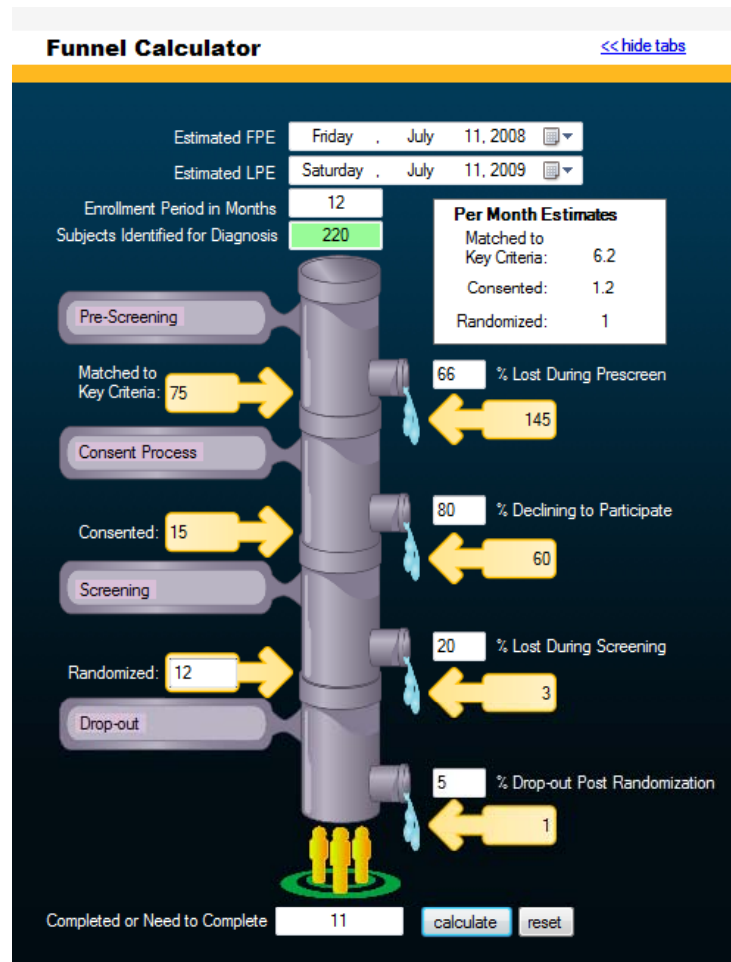 Funnel Calculator
<< hide tabs
Estimated FPE Friday , July 11, 2008
Estimated LPE Saturday , July 11, 2009
Enrollment Period in Months 12
Subjects Identified for Diagnosis 220
Per Month Estimates
Matched to
Key Criteria: 6.2
Consented: 1.2
Randomized: 1
Pre-Screening
Matched to
Key Criteria: 75
66 % Lost During Prescreen
145
Consent Process
80 % Declining to Participate
Consented: 15
60
Screening
20 % Lost During Screening
Randomized: 12
3
Drop-out
5 % Drop-out Post Randomization
1
Completed or Need to Complete 11 calculate reset